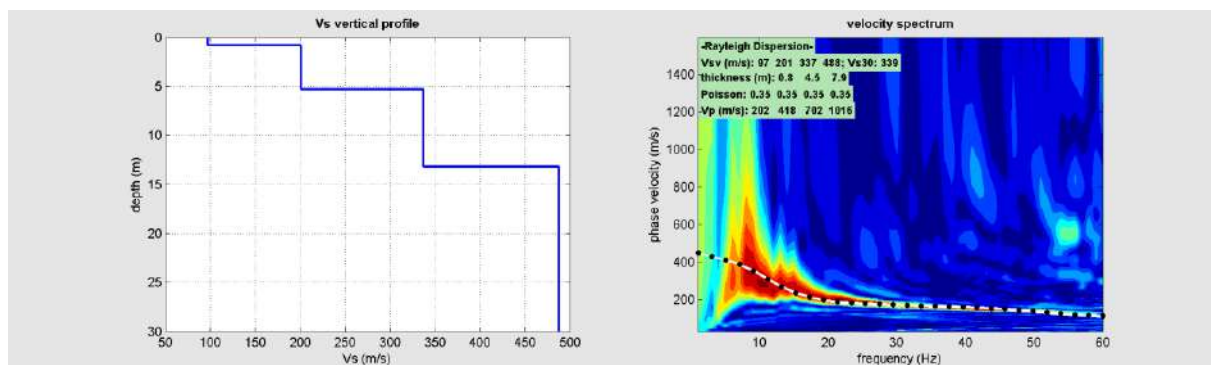 Vs vertical profile
0
5
10
15
20
25
30
depth (m)
50 100 150 200 250 300 350 400 450 500
Vs (m/s)
velocity spectrum
-Rayleigh Dispersion-
Vsv (m/s): 97 201 337 488; Vs30: 339
thickness (m): 0.8 4.5 7.9
Poisson: 0.35 0.35 0.35 0.35
Vp (m/s): 202 418 702 1016
1400
1200
1000
800
600
400
200
phase velocity (m/s)
10 20 30 40 50 60
frequency (Hz)